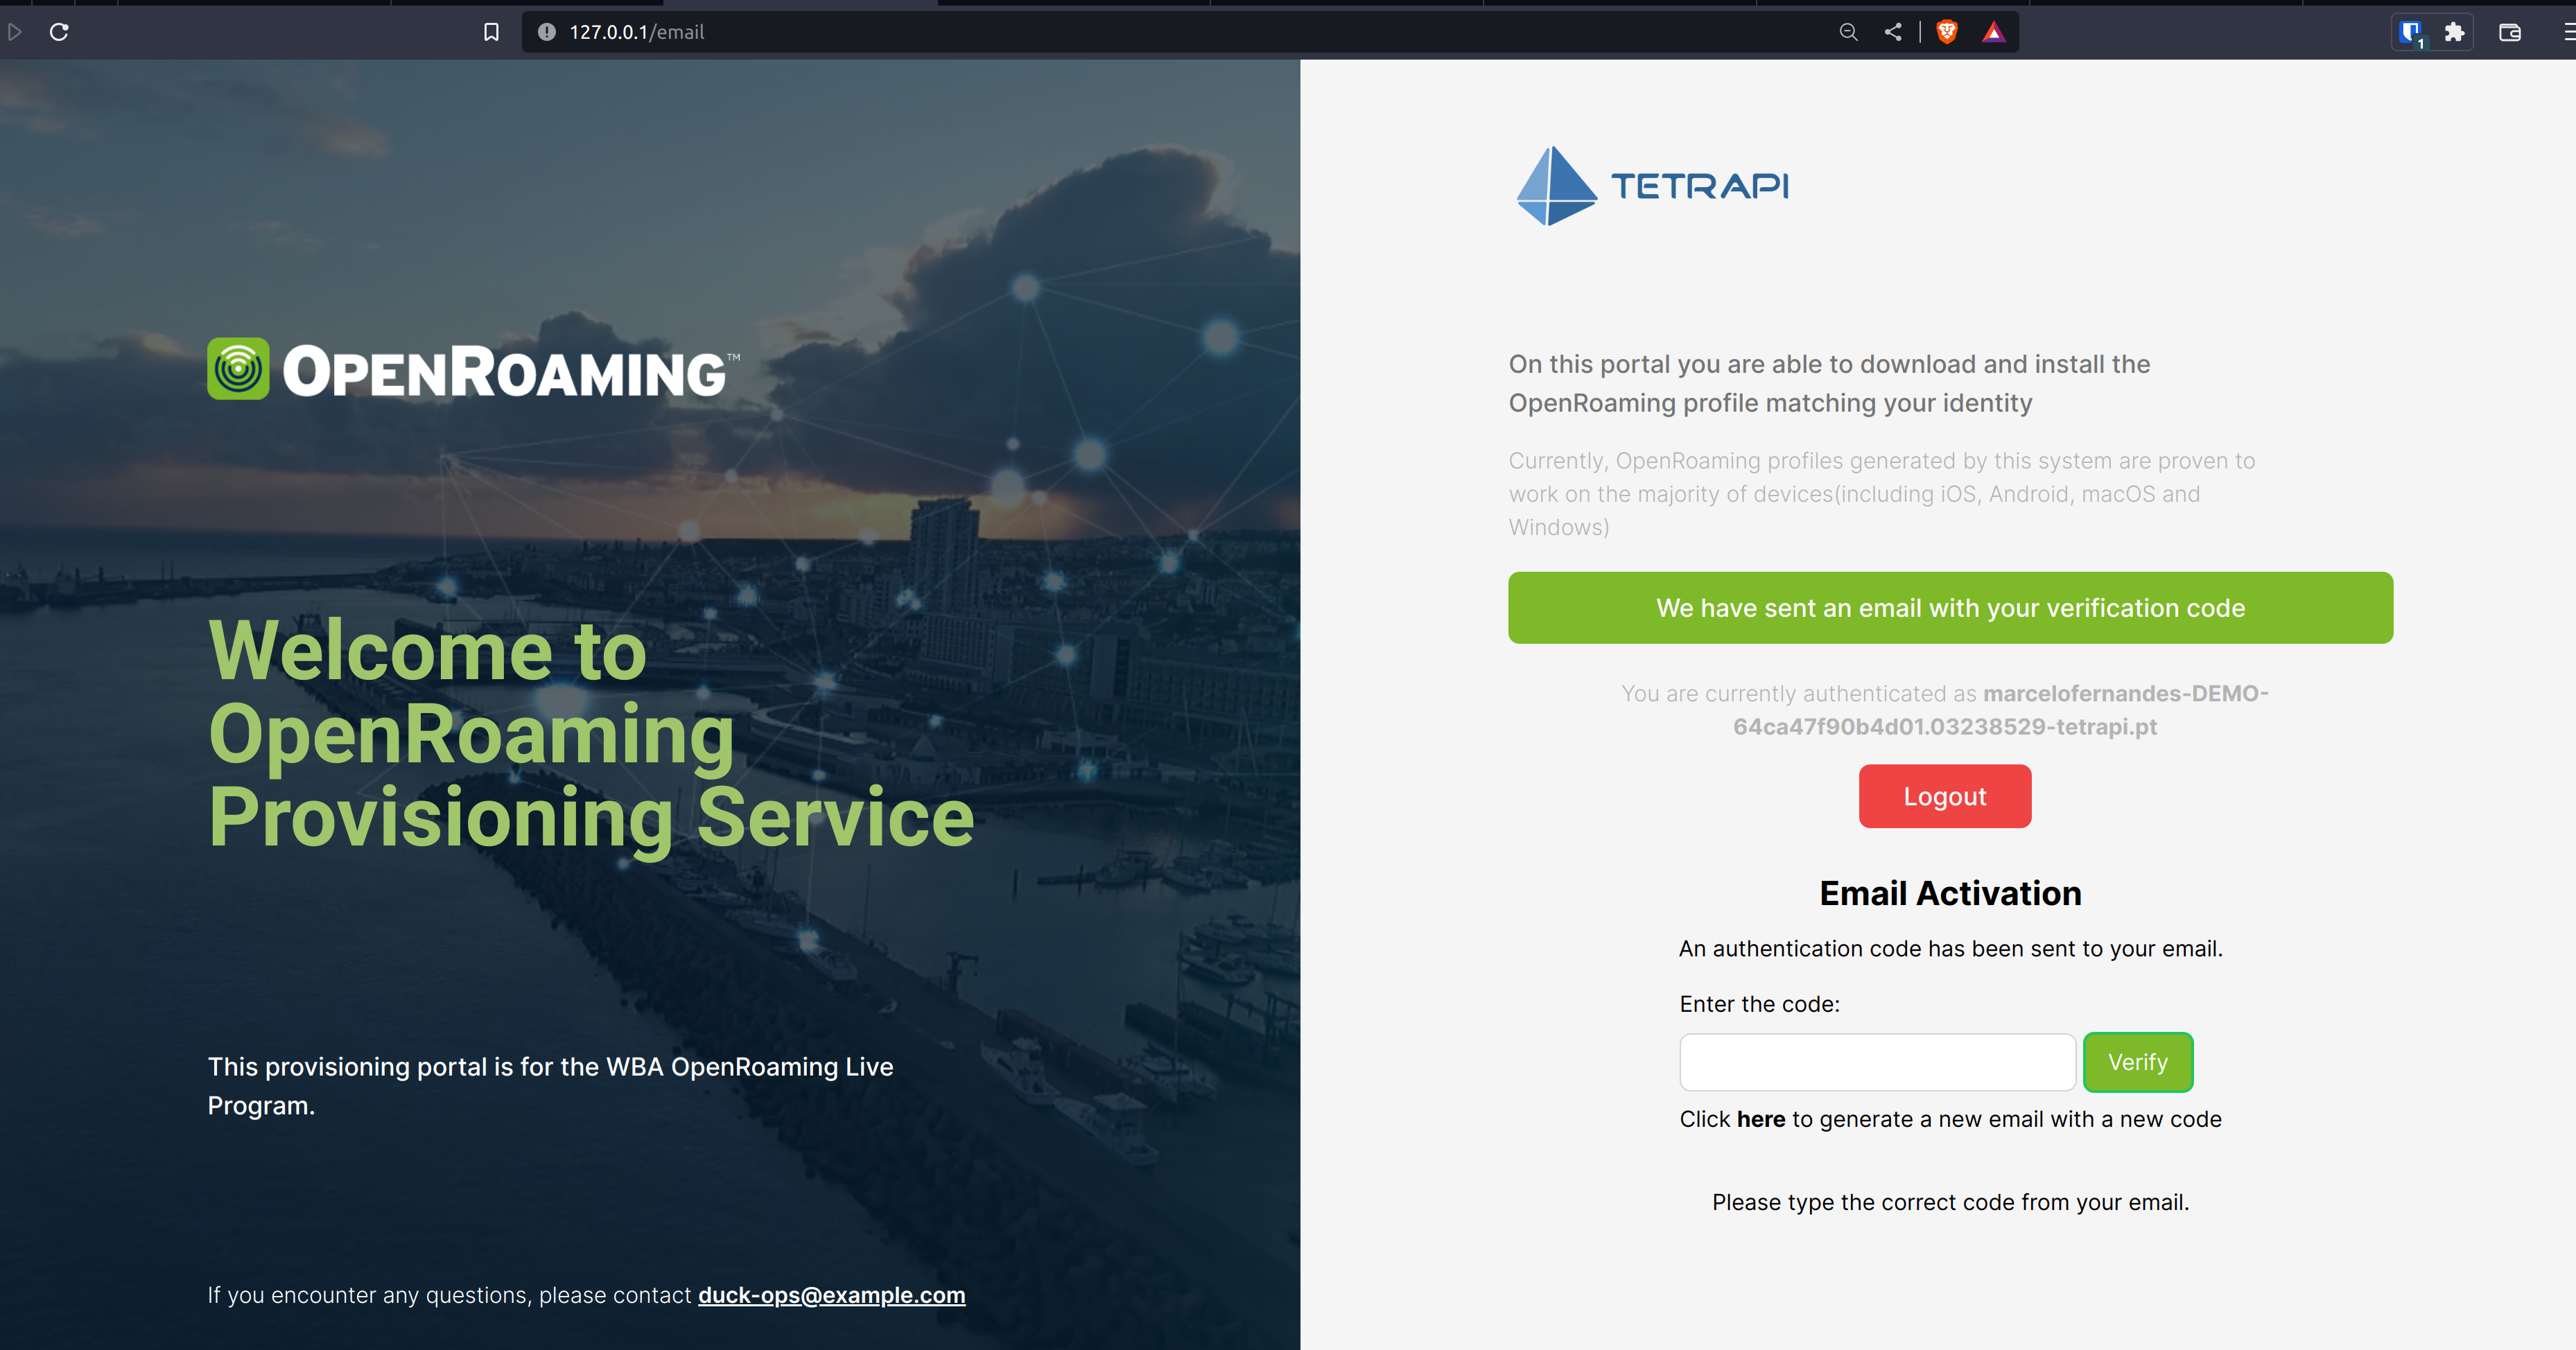 127.0.0.1/email
1
OPENROAMING™
Welcome to
OpenRoaming
Provisioning Service
This provisioning portal is for the WBA OpenRoaming Live
Program.
If you encounter any questions, please contact duck-ops@example.com
TETRAPI
On this portal you are able to download and install the
OpenRoaming profile matching your identity
Currently, OpenRoaming profiles generated by this system are proven to
work on the majority of devices(including iOS, Android, macOS and
Windows)
We have sent an email with your verification code
You are currently authenticated as marcelofernandes-DEMO-
64ca47f90b4d01.03238529-tetrapi.pt
Logout
Email Activation
An authentication code has been sent to your email.
Enter the code:
Verify
Click here to generate a new email with a new code
Please type the correct code from your email.